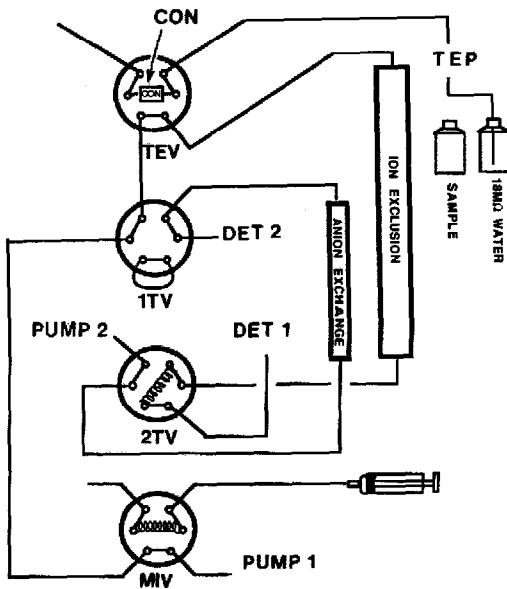 CON
CON
TEP
TEV
ION EXCLUSION
SAMPLE
18MΩ WATER
DET 2
ANION EXCHANGE
1TV
PUMP 2
DET 1
2TV
PUMP 1
MIV